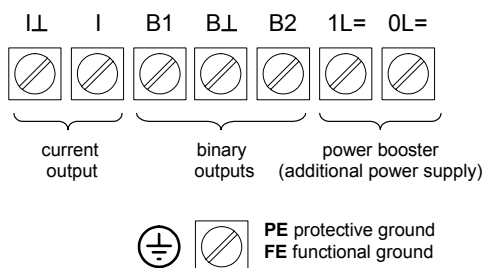 I⊥ I B1 B⊥ B2 1L= 0L=
current output
binary outputs
power booster (additional power supply)
PE protective ground
FE functional ground